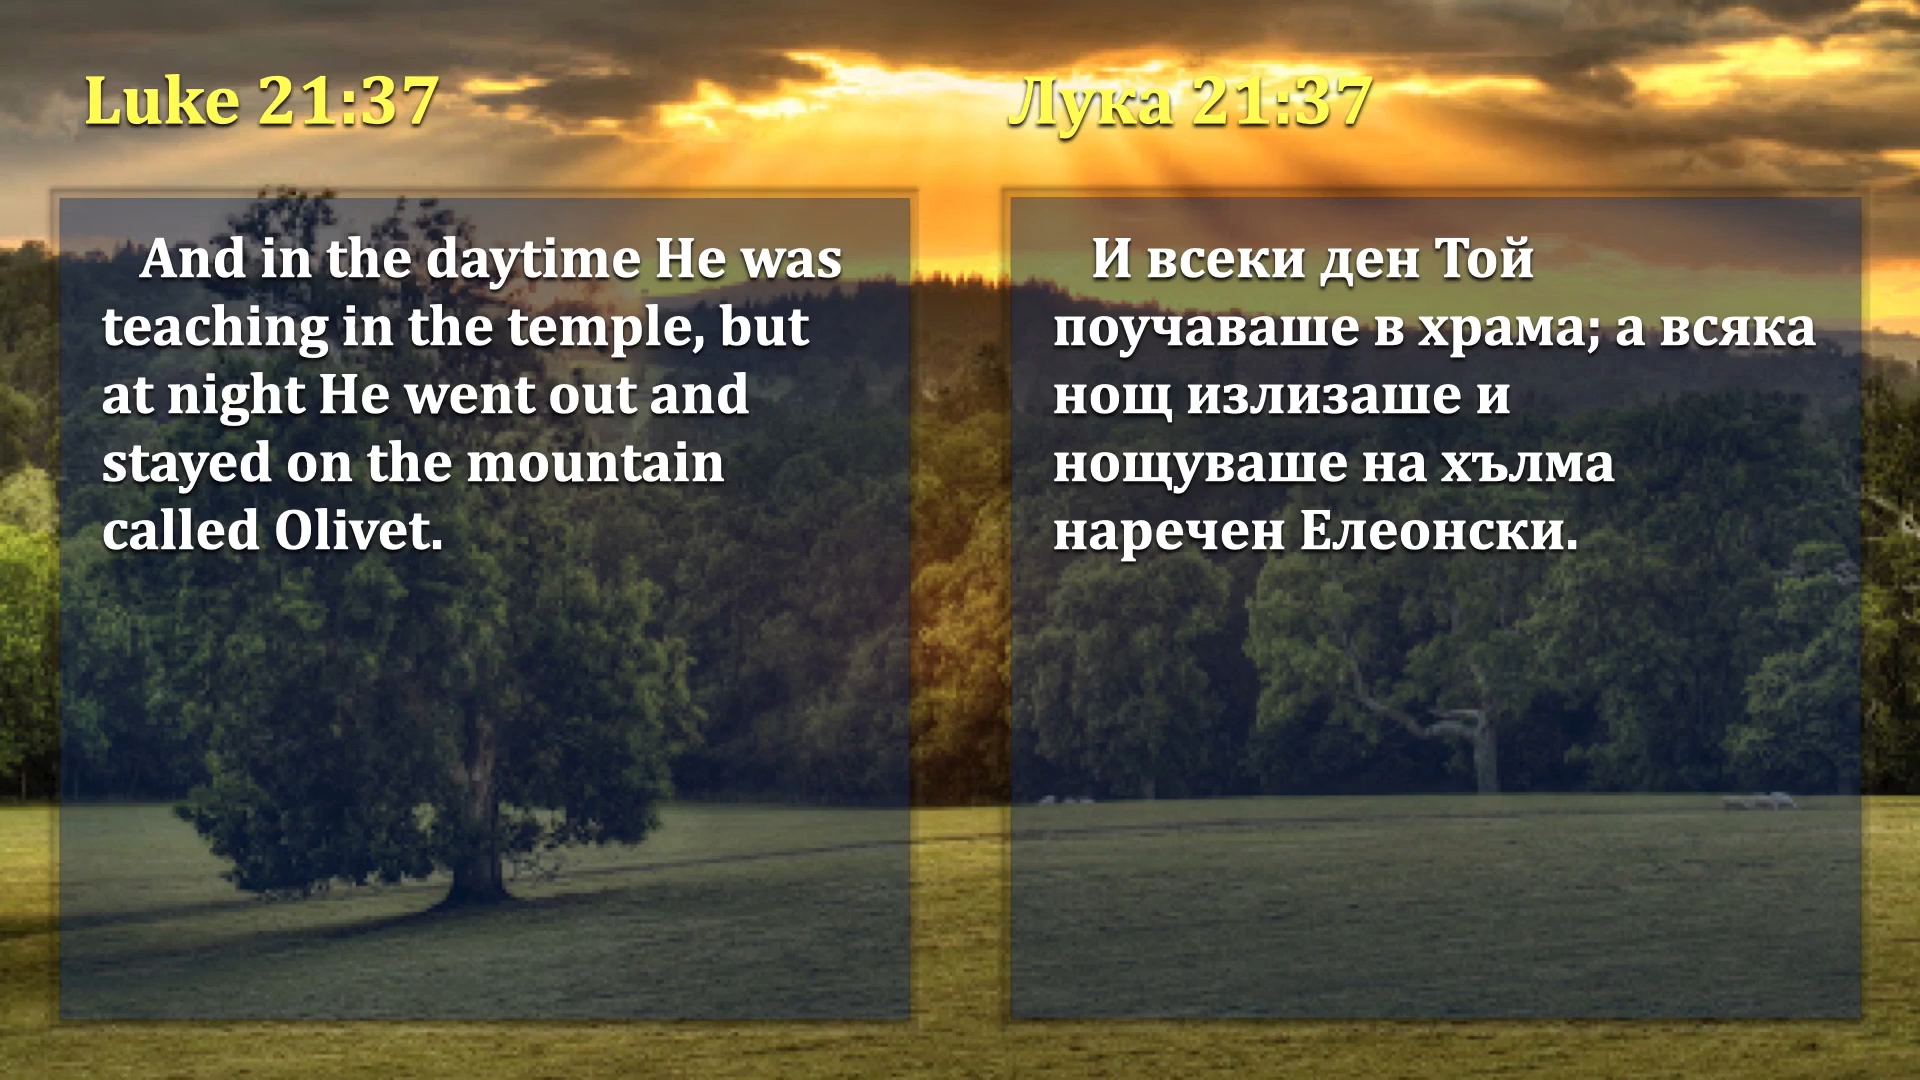 Luke 21:37
And in the daytime He was
teaching in the temple, but
at night He went out and
stayed on the mountain
called Olivet.
Лука 21:37
И всеки ден Той
поучаваше в храма; а всяка
нощ излизаше и
нощуваше на хълма
наречен Елеонски.